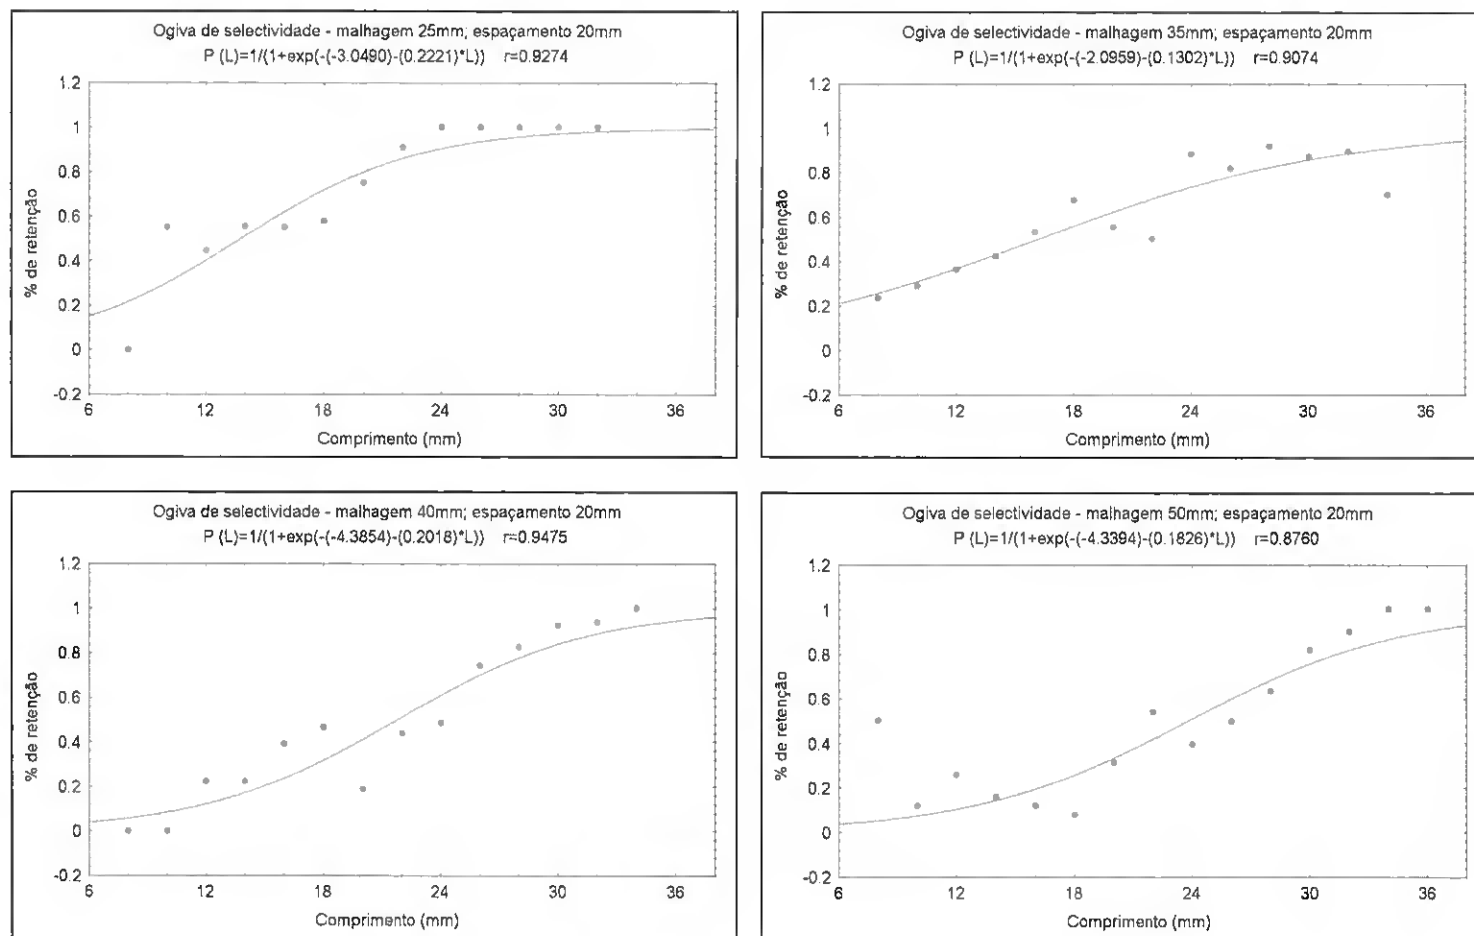 Ogiva de selectividade - malhagem 25mm; espaçamento 20mm
P (L)=1/(1+exp(-(-3.0490)-(0.2221)*L)) r=0.9274
1.2
1
0.8
0.6
0.4
0.2
0
-0.2
% de retenção
6 12 18 24 30 36
Comprimento (mm)
Ogiva de selectividade - malhagem 35mm; espaçamento 20mm
P (L)=1/(1+exp(-(-2.0959)-(0.1302)*L)) r=0.9074
1.2
1
0.8
0.6
0.4
0.2
0
-0.2
% de retenção
6 12 18 24 30 36
Comprimento (mm)
Ogiva de selectividade - malhagem 40mm; espaçamento 20mm
P (L)=1/(1+exp(-(-4.3854)-(0.2018)*L)) r=0.9475
1.2
1
0.8
0.6
0.4
0.2
0
-0.2
% de retenção
6 12 18 24 30 36
Comprimento (mm)
Ogiva de selectividade - malhagem 50mm; espaçamento 20mm
P (L)=1/(1+exp(-(-4.3394)-(0.1826)*L)) r=0.8760
1.2
1
0.8
0.6
0.4
0.2
0
-0.2
% de retenção
6 12 18 24 30 36
Comprimento (mm)